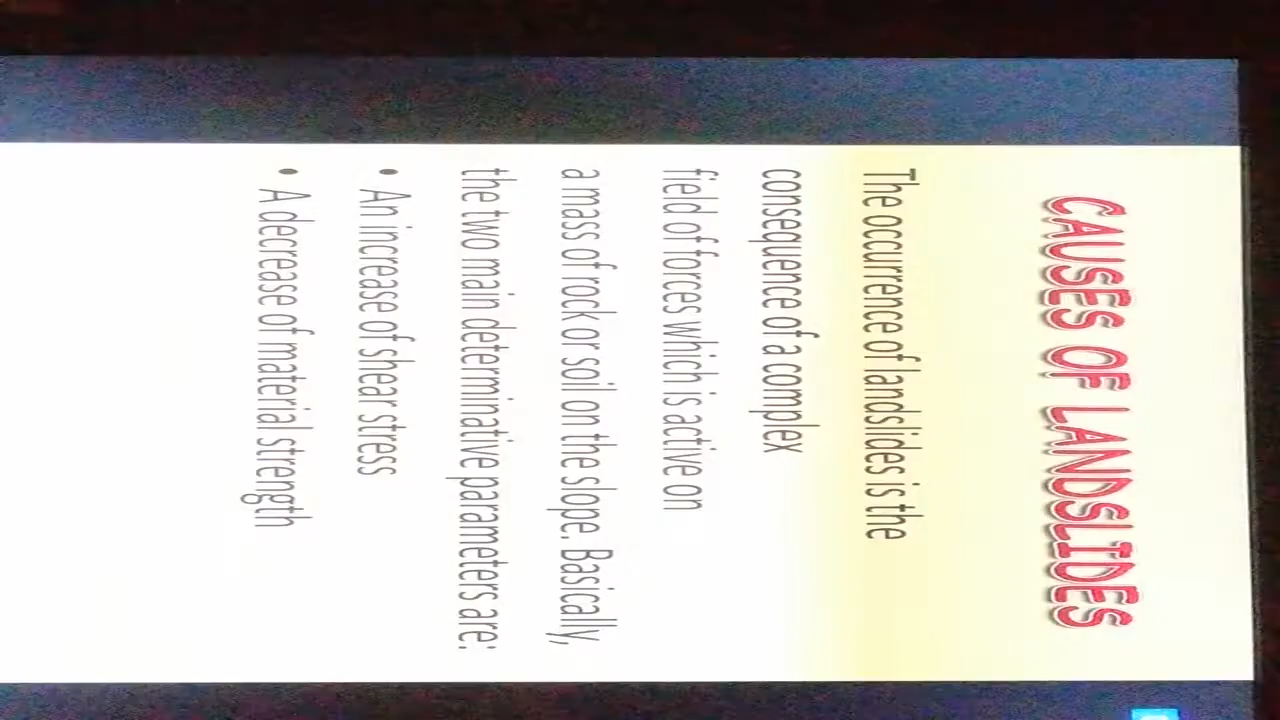 CAUSES OF LANDSLIDES
The occurrence of landslides is the
consequence of a complex
field of forces which is active on
a mass of rock or soil on the slope. Basically,
the two main determinative parameters are:
• An increase of shear stress
• A decrease of material strength